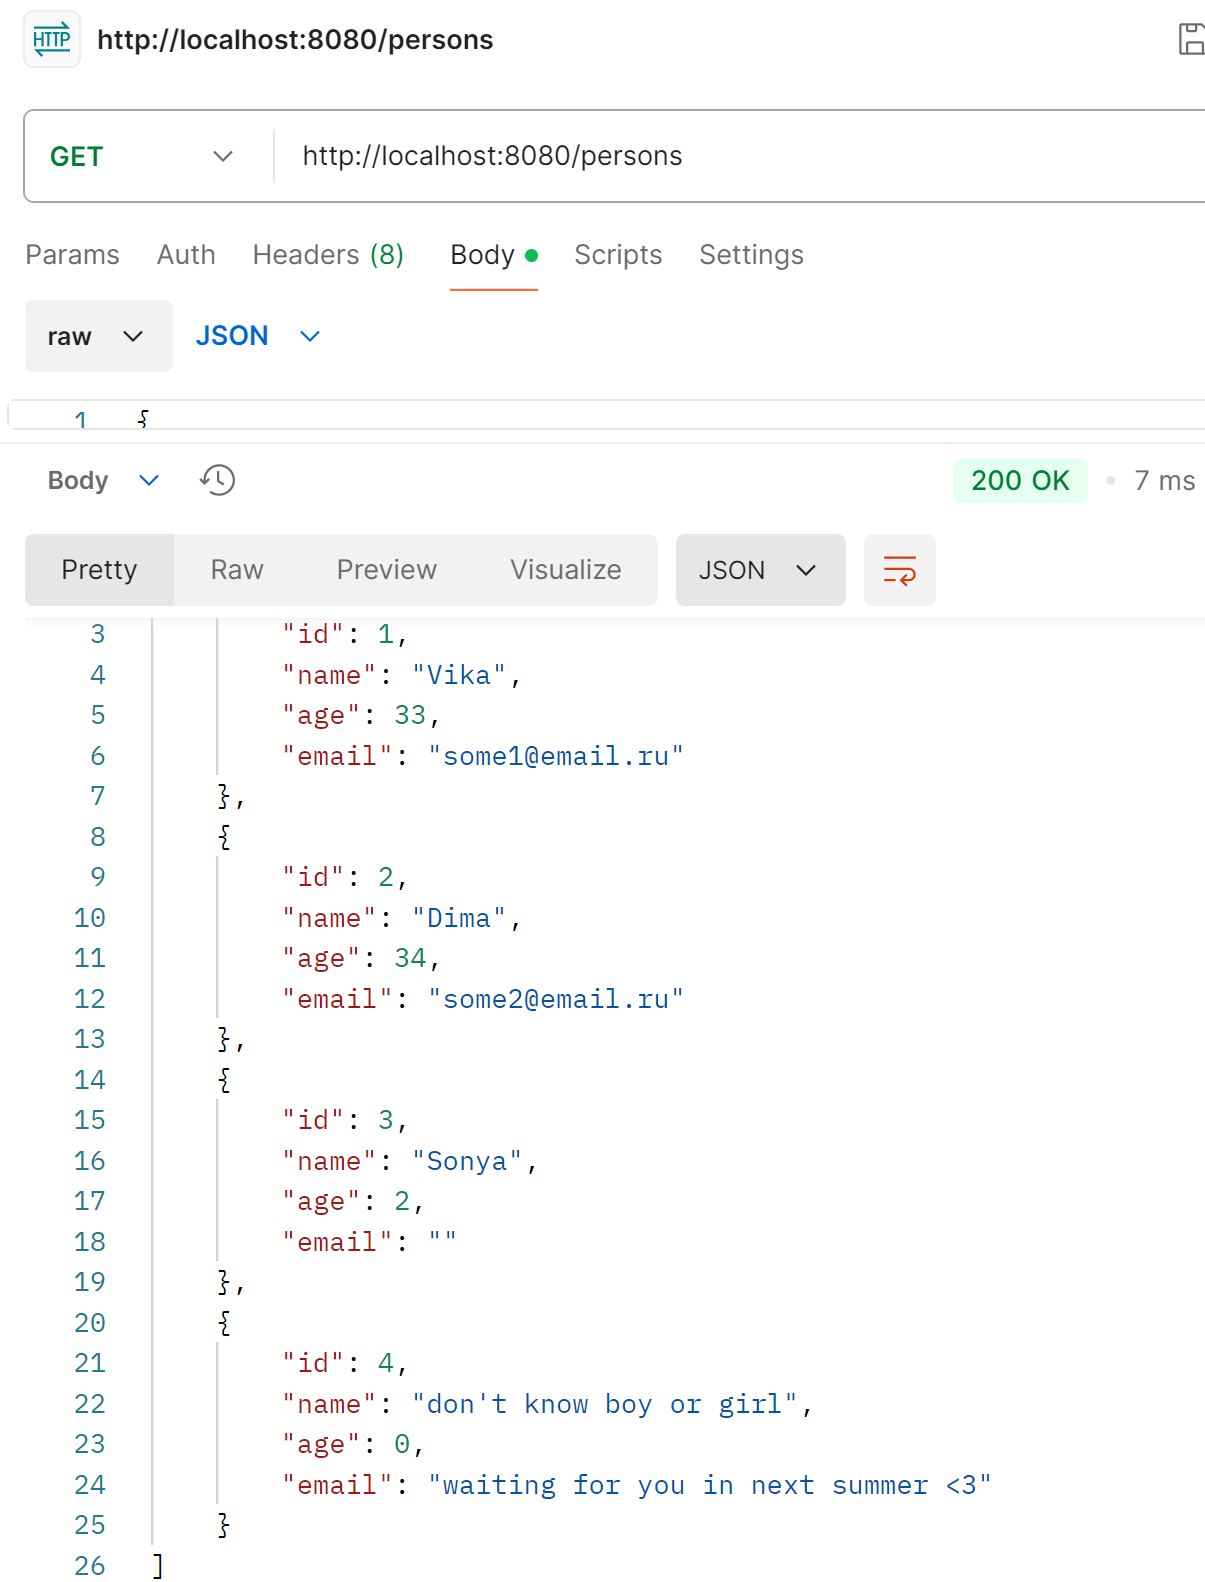 HTTP http://localhost:8080/persons
GET http://localhost:8080/persons
Params Auth Headers (8) Body Scripts Settings
raw JSON
1 {
Body 200 OK 7 ms
Pretty Raw Preview Visualize JSON
3 "id": 1,
4 "name": "Vika",
5 "age": 33,
6 "email": "some1@email.ru"
7 },
8 {
9 "id": 2,
10 "name": "Dima",
11 "age": 34,
12 "email": "some2@email.ru"
13 },
14 {
15 "id": 3,
16 "name": "Sonya",
17 "age": 2,
18 "email": ""
19 },
20 {
21 "id": 4,
22 "name": "don't know boy or girl",
23 "age": 0,
24 "email": "waiting for you in next summer <3"
25 }
26 ]